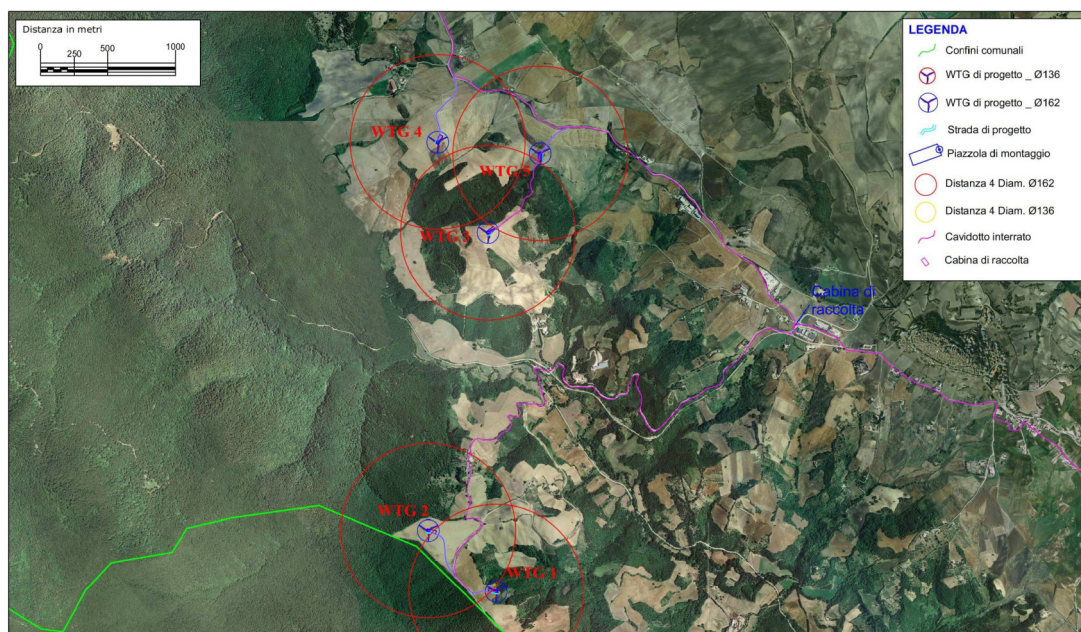 Distanza in metri
0 250 500 1000
WTG 4
WTG 5
WTG 3
Cabina di
raccolta
WTG 2
WTG 1
LEGENDA
Confini comunali
WTG di progetto _ Ø136
WTG di progetto _ Ø162
Strada di progetto
Piazzola di montaggio
Distanza 4 Diam. Ø162
Distanza 4 Diam. Ø136
Cavidotto interrato
Cabina di raccolta